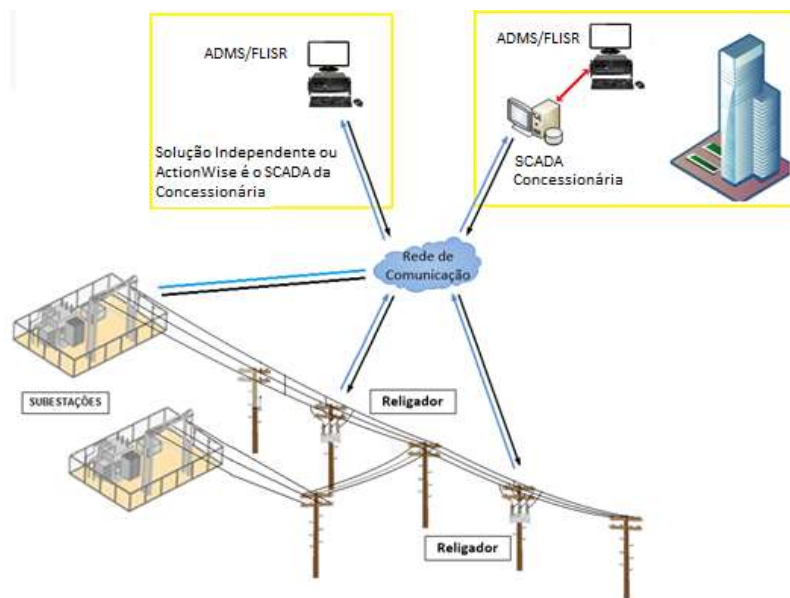 ADMS/FLISR
Solução Independente ou
ActionWise é o SCADA da
Concessionária
ADMS/FLISR
SCADA
Concessionária
Rede de
Comunicação
SUBESTAÇÕES
Religador
Religador